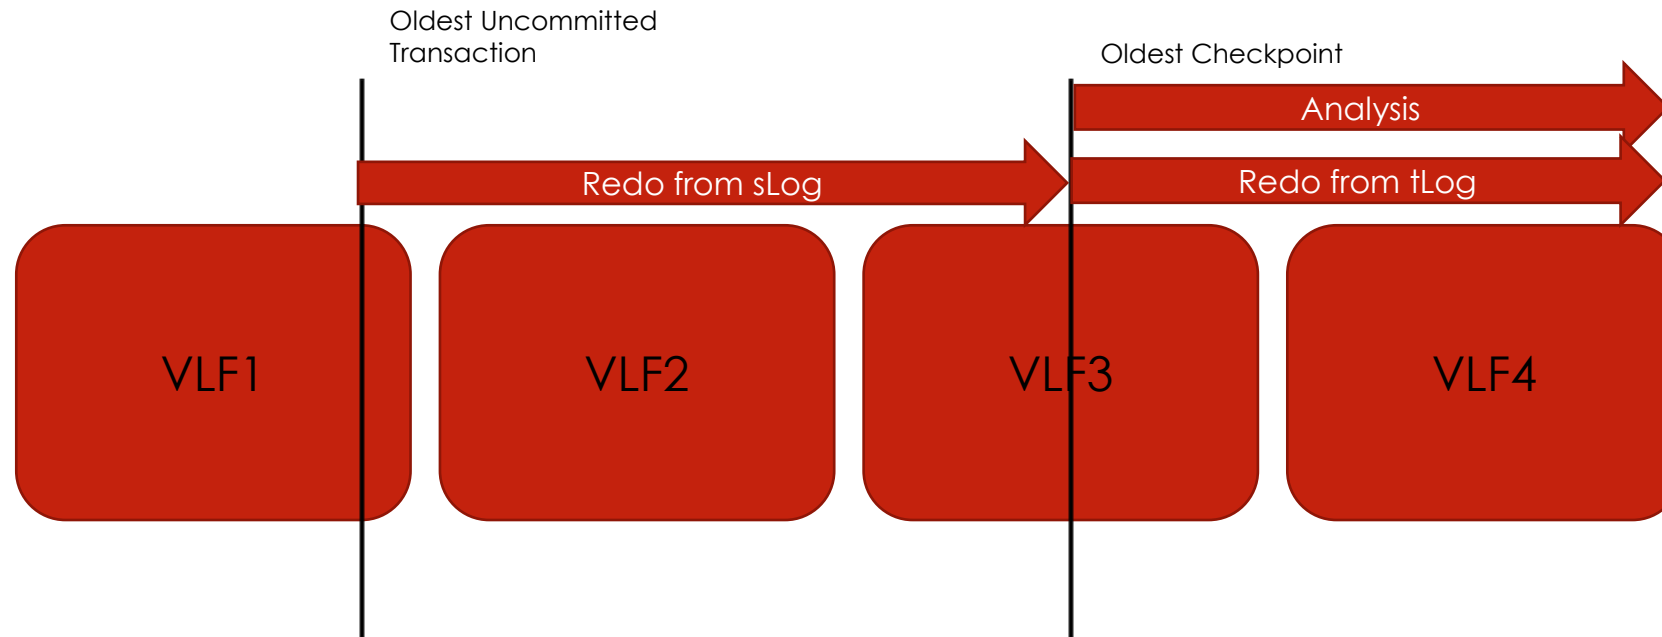 Oldest Uncommitted
Transaction
Oldest Checkpoint
Analysis
Redo from sLog
Redo from tLog
VLF1
VLF2
VLF3
VLF4